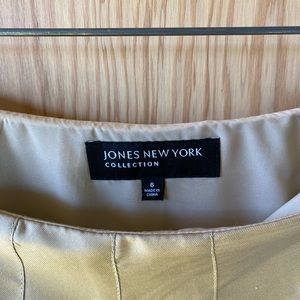 JONES NEW YORK
COLLECTION
6
MADE IN
CHINA